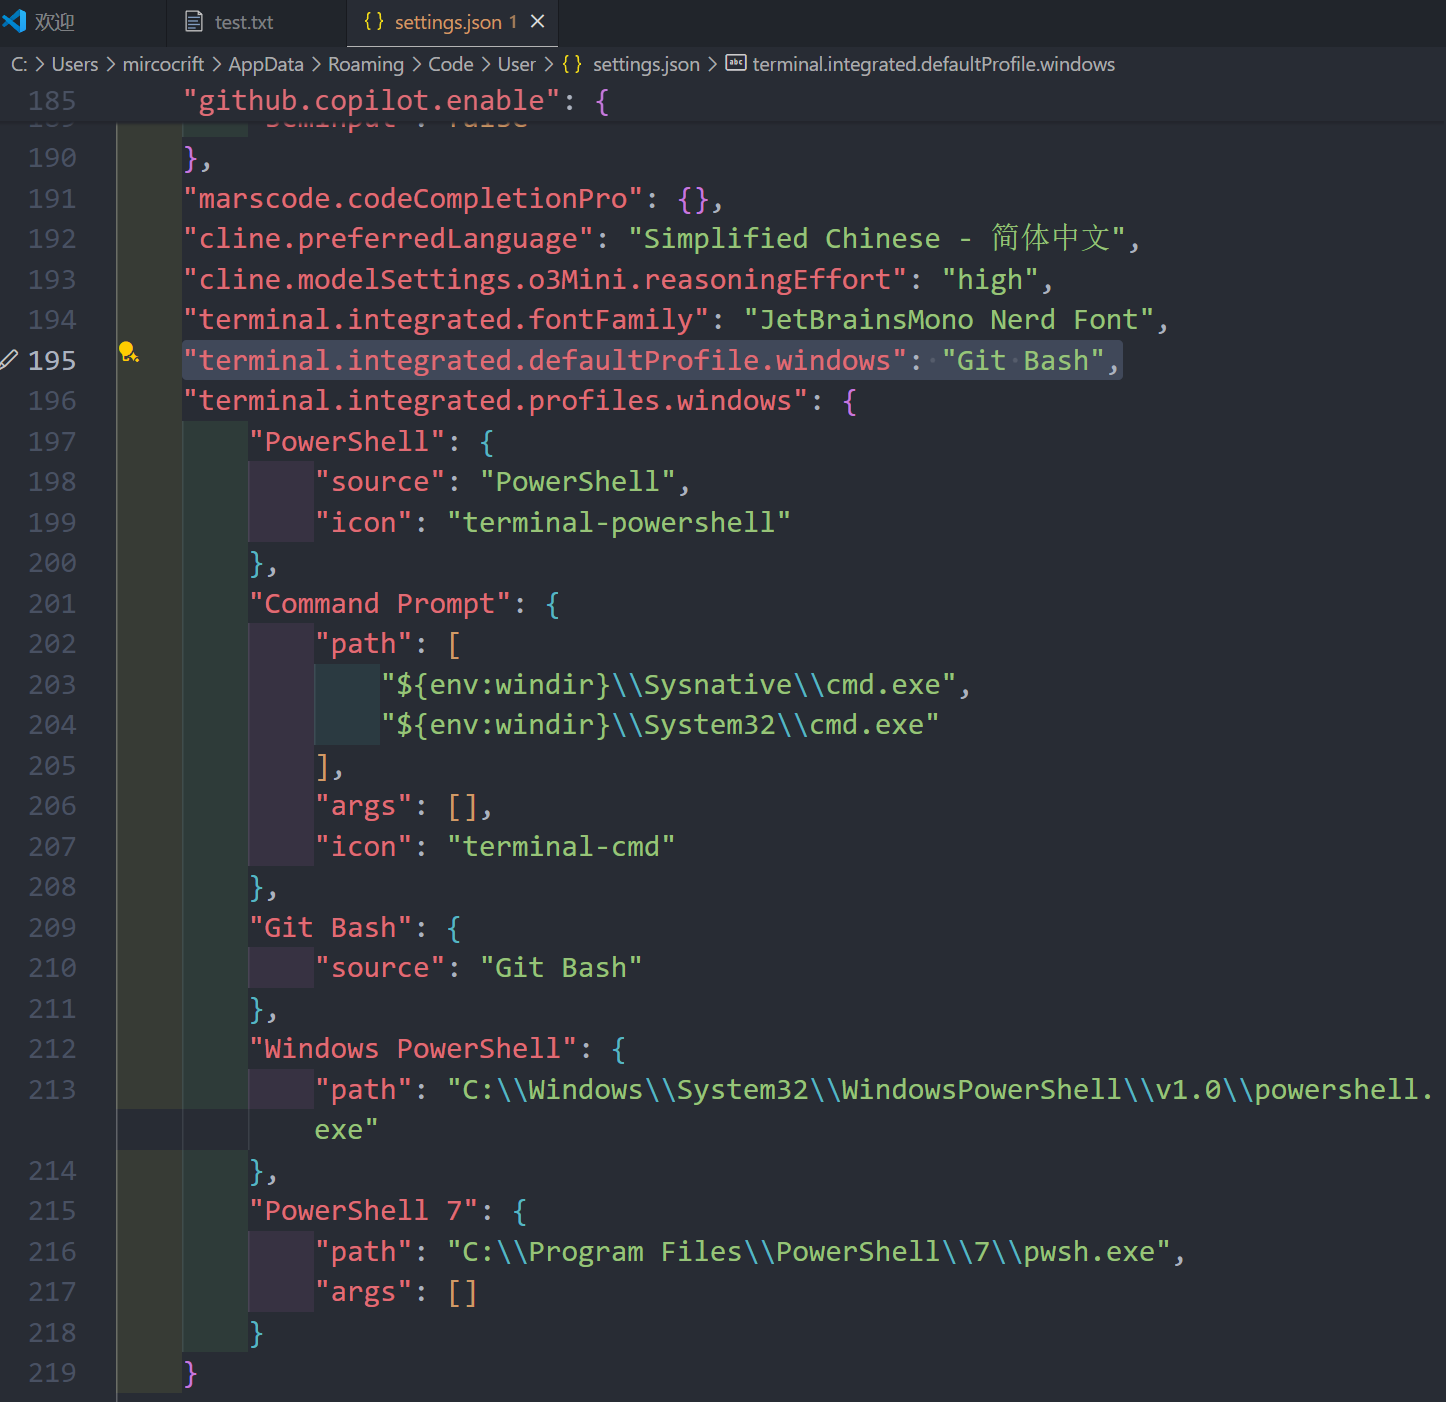 欢迎
test.txt
{} settings.json 1
C: > Users > mircocrift > AppData > Roaming > Code > User > {} settings.json > abc terminal.integrated.defaultProfile.windows
185 "github.copilot.enable": {
190 },
191 "marscode.codeCompletionPro": {},
192 "cline.preferredLanguage": "Simplified Chinese - 简体中文",
193 "cline.modelSettings.o3Mini.reasoningEffort": "high",
194 "terminal.integrated.fontFamily": "JetBrainsMono Nerd Font",
195 "terminal.integrated.defaultProfile.windows": "Git Bash",
196 "terminal.integrated.profiles.windows": {
197 "PowerShell": {
198 "source": "PowerShell",
199 "icon": "terminal-powershell"
200 },
201 "Command Prompt": {
202 "path": [
203 "${env:windir}\\Sysnative\\cmd.exe",
204 "${env:windir}\\System32\\cmd.exe"
205 ],
206 "args": [],
207 "icon": "terminal-cmd"
208 },
209 "Git Bash": {
210 "source": "Git Bash"
211 },
212 "Windows PowerShell": {
213 "path": "C:\\Windows\\System32\\WindowsPowerShell\\v1.0\\powershell.
exe"
214 },
215 "PowerShell 7": {
216 "path": "C:\\Program Files\\PowerShell\\7\\pwsh.exe",
217 "args": []
218 }
219 }